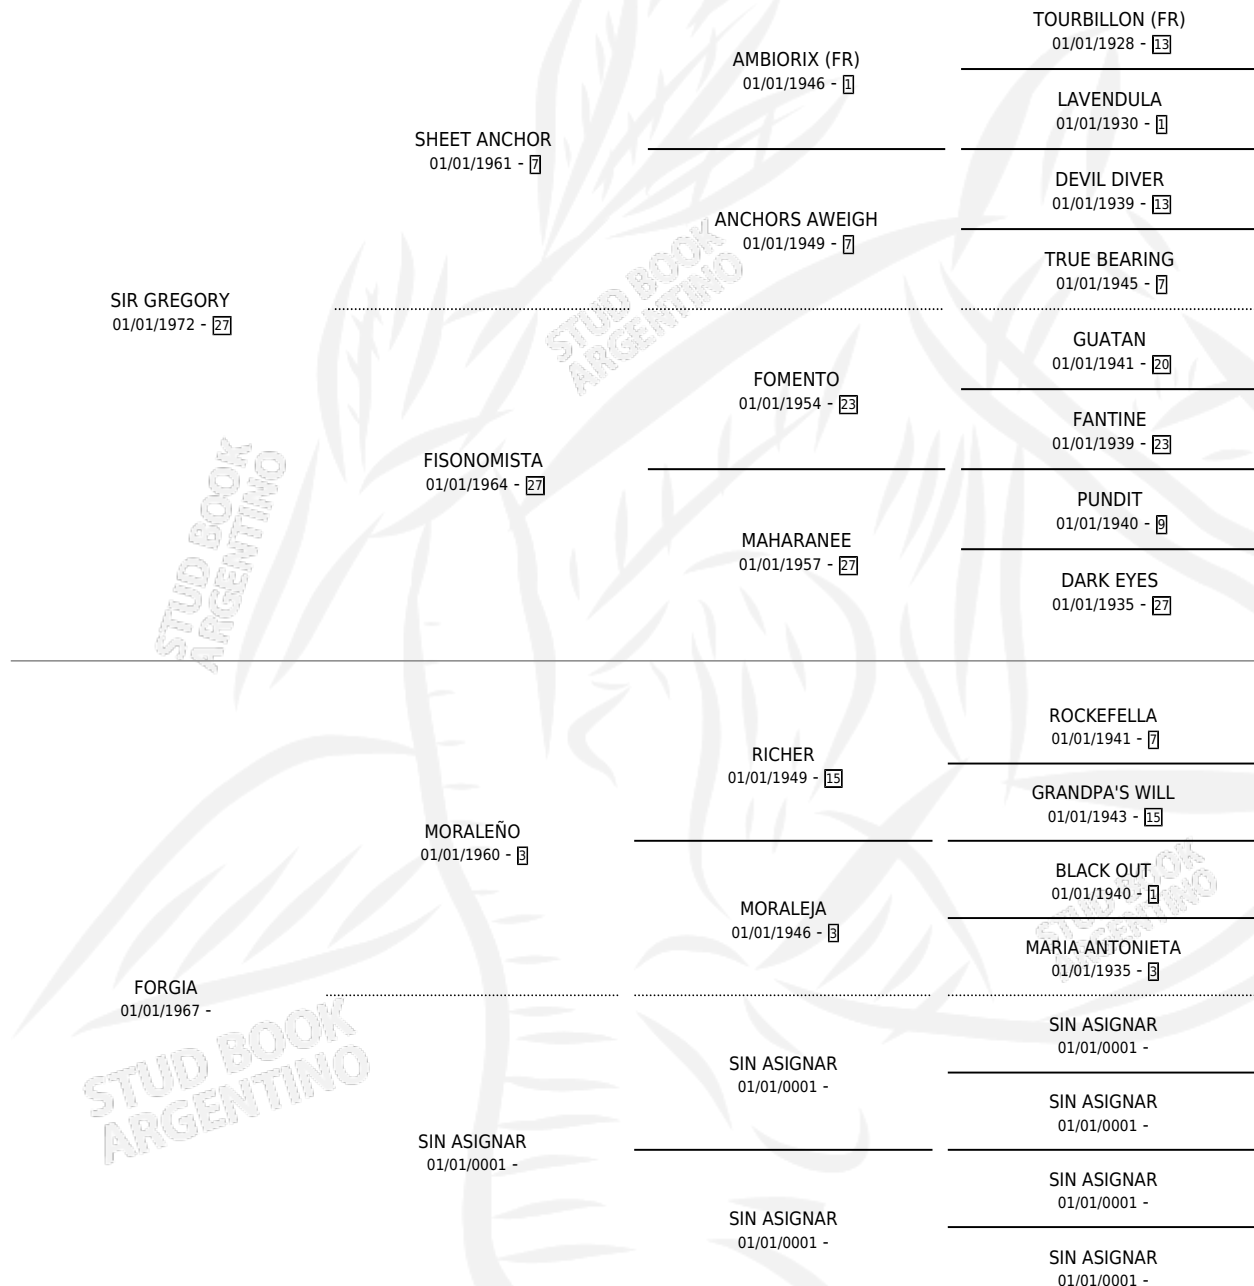 TOURBILLON (FR)
01/01/1928 - 13
AMBIORIX (FR)
01/01/1946 - 1
LAVENDULA
01/01/1930 - 1
SHEET ANCHOR
01/01/1961 - 7
DEVIL DIVER
01/01/1939 - 13
ANCHORS AWEIGH
01/01/1949 - 7
TRUE BEARING
01/01/1945 - 7
SIR GREGORY
01/01/1972 - 27
STUD BOOK
ARGENTINO
GUATAN
01/01/1941 - 20
FOMENTO
01/01/1954 - 23
FANTINE
01/01/1939 - 23
FISONOMISTA
01/01/1964 - 27
PUNDIT
01/01/1940 - 9
MAHARANEE
01/01/1957 - 27
DARK EYES
01/01/1935 - 27
STUD BOOK
ARGENTINO
ROCKEFELLA
01/01/1941 - 7
RICHER
01/01/1949 - 15
GRANDPA'S WILL
01/01/1943 - 15
MORALEÑO
01/01/1960 - 3
BLACK OUT
01/01/1940 - 1
MORALEJA
01/01/1946 - 3
MARIA ANTONIETA
01/01/1935 - 3
STUD BOOK
ARGENTINO
FORGIA
01/01/1967 -
SIN ASIGNAR
01/01/0001 -
SIN ASIGNAR
01/01/0001 -
SIN ASIGNAR
01/01/0001 -
STUD BOOK
ARGENTINO
SIN ASIGNAR
01/01/0001 -
SIN ASIGNAR
01/01/0001 -
SIN ASIGNAR
01/01/0001 -
SIN ASIGNAR
01/01/0001 -